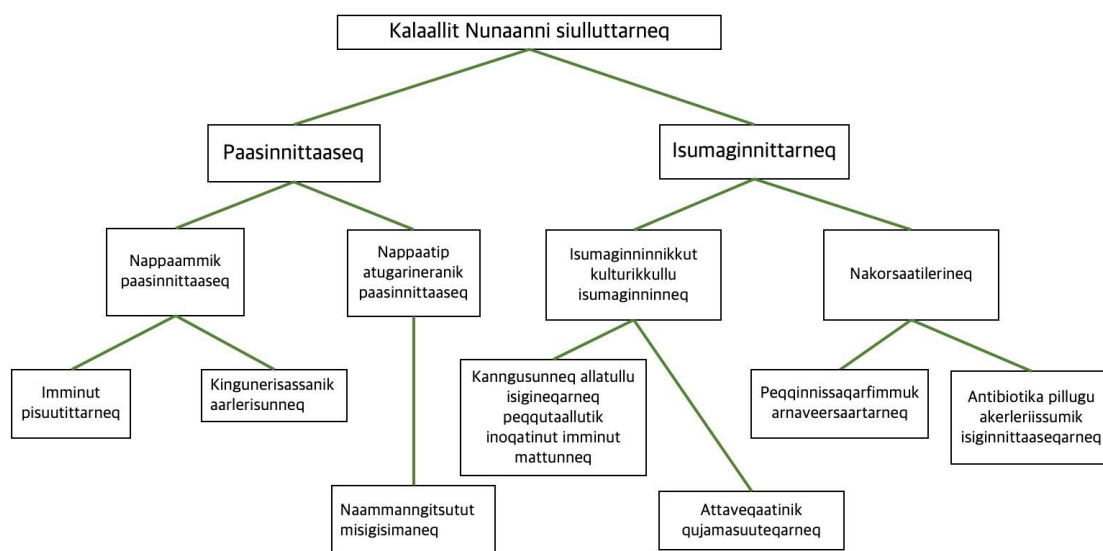 Kalaallit Nunaanni siulluttarneq
Paasinnittaaseq
Isumaginnittarneq
Nappaammik
paasinnittaaseq
Nappaatip
atugarineranik
paasinnittaaseq
Isumaginninnikkut
kulturikkullu
isumaginninneq
Nakorsaatilerineq
Imminut
pisuutittarneq
Kingunerisassanik
aarlerisunneq
Kanngusunneq allatullu
isigineqarneq
peqqutaallutik
inoqatinut imminut
mattunneq
Peqqinnissaqarfimmuk
arnaveersaartarneq
Antibiotika pillugu
akerleriissumik
isiginnittaaseqarneq
Naammanngitsutut
misigisimaneq
Attaveqaatinik
qujamasuuteqarneq